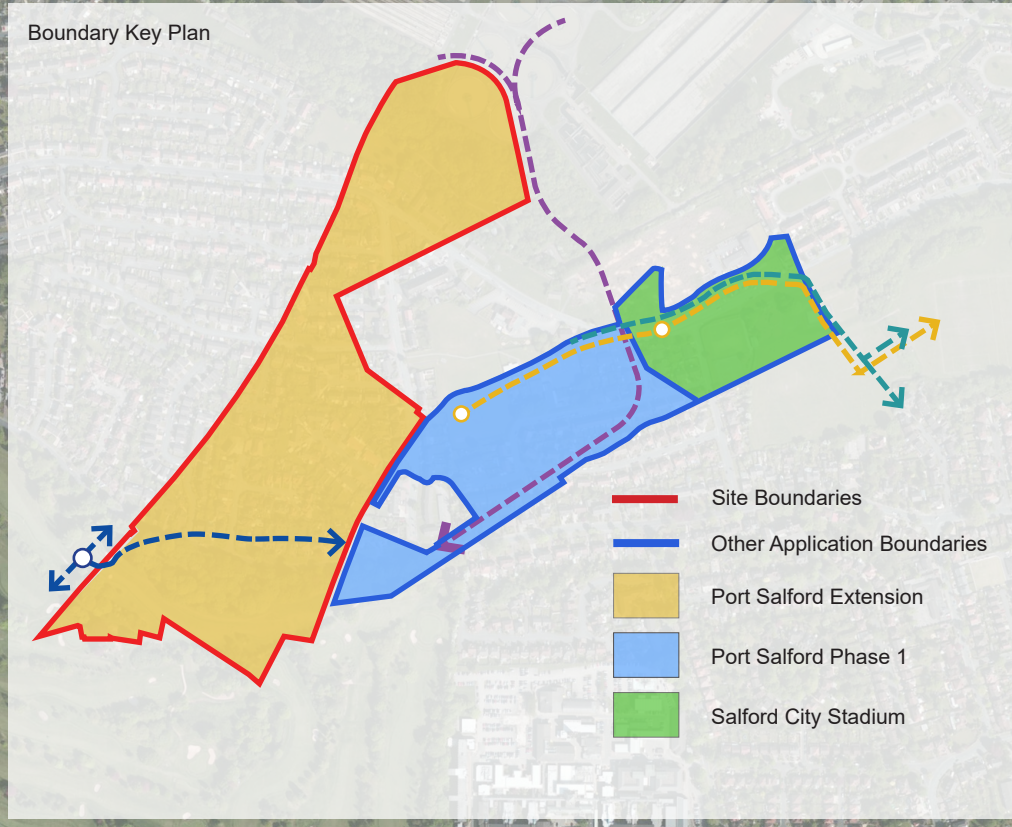 Boundary Key Plan
Site Boundaries
Other Application Boundaries
Port Salford Extension
Port Salford Phase 1
Salford City Stadium